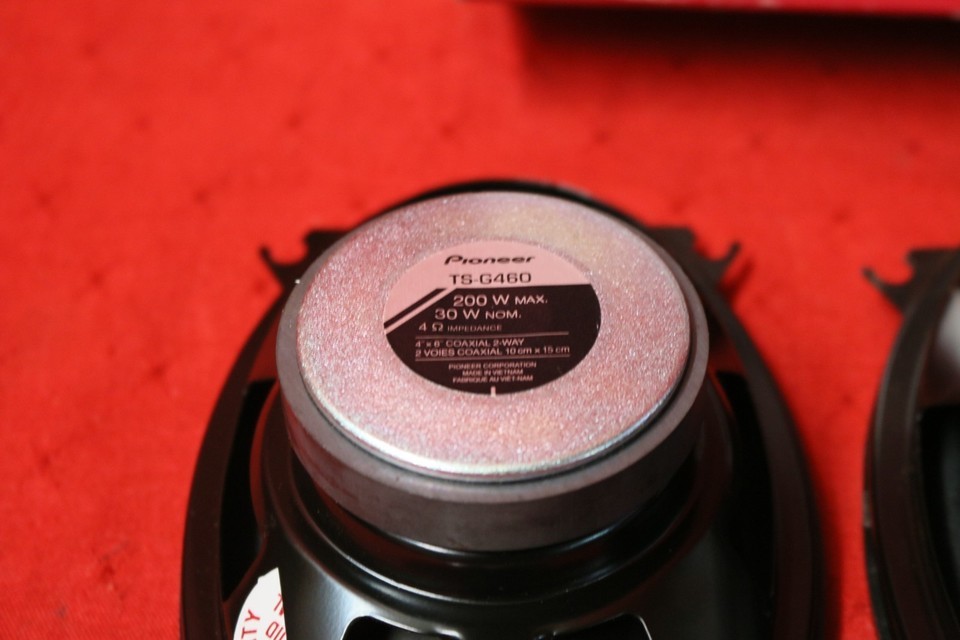 Pioneer
TS-G460
200 W MAX.
30 W NOM.
4 Ω IMPEDANCE
4" x 6" COAXIAL 2-WAY
2 VOIES COAXIAL 10 cm x 15 cm
PIONEER CORPORATION
MADE IN VIETNAM
FABRIQUÉ AU VIÊT-NAM